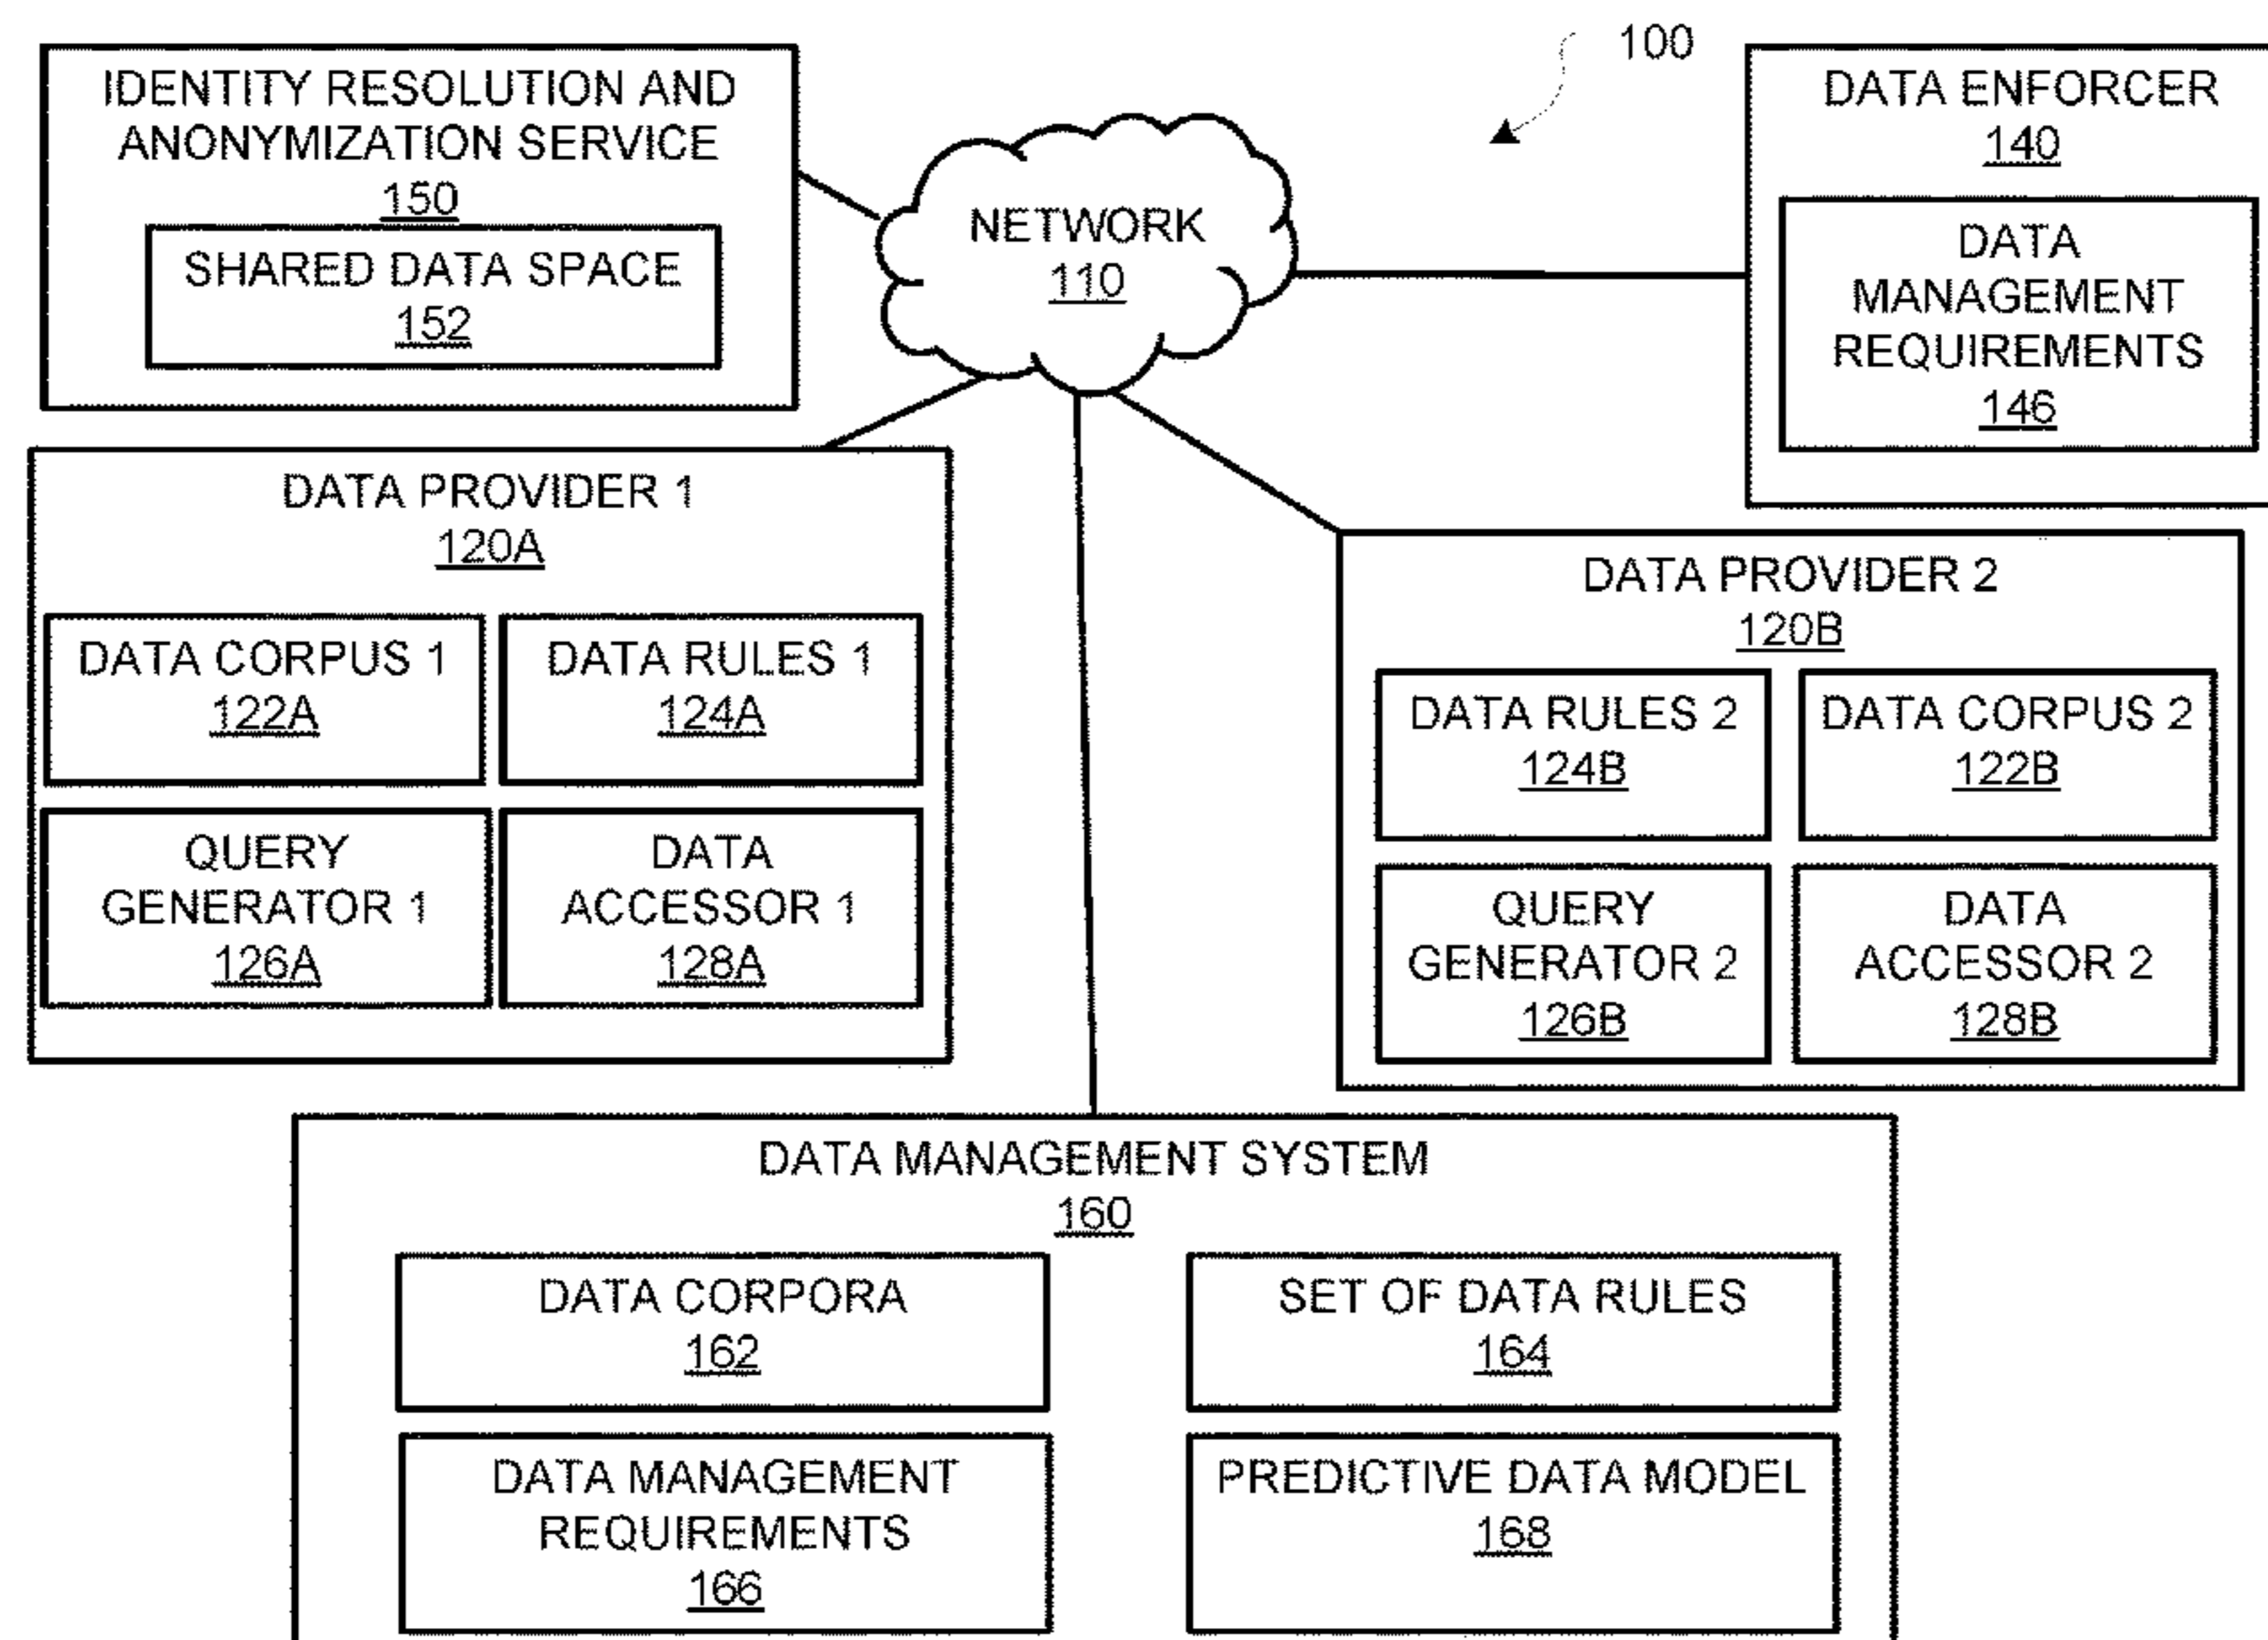 100
IDENTITY RESOLUTION AND
ANONYMIZATION SERVICE
150
SHARED DATA SPACE
152
NETWORK
110
DATA ENFORCER
140
DATA
MANAGEMENT
REQUIREMENTS
146
DATA PROVIDER 1
120A
DATA CORPUS 1
122A
DATA RULES 1
124A
QUERY
GENERATOR 1
126A
DATA
ACCESSOR 1
128A
DATA PROVIDER 2
120B
DATA RULES 2
124B
DATA CORPUS 2
122B
QUERY
GENERATOR 2
126B
DATA
ACCESSOR 2
128B
DATA MANAGEMENT SYSTEM
160
DATA CORPORA
162
SET OF DATA RULES
164
DATA MANAGEMENT
REQUIREMENTS
166
PREDICTIVE DATA MODEL
168